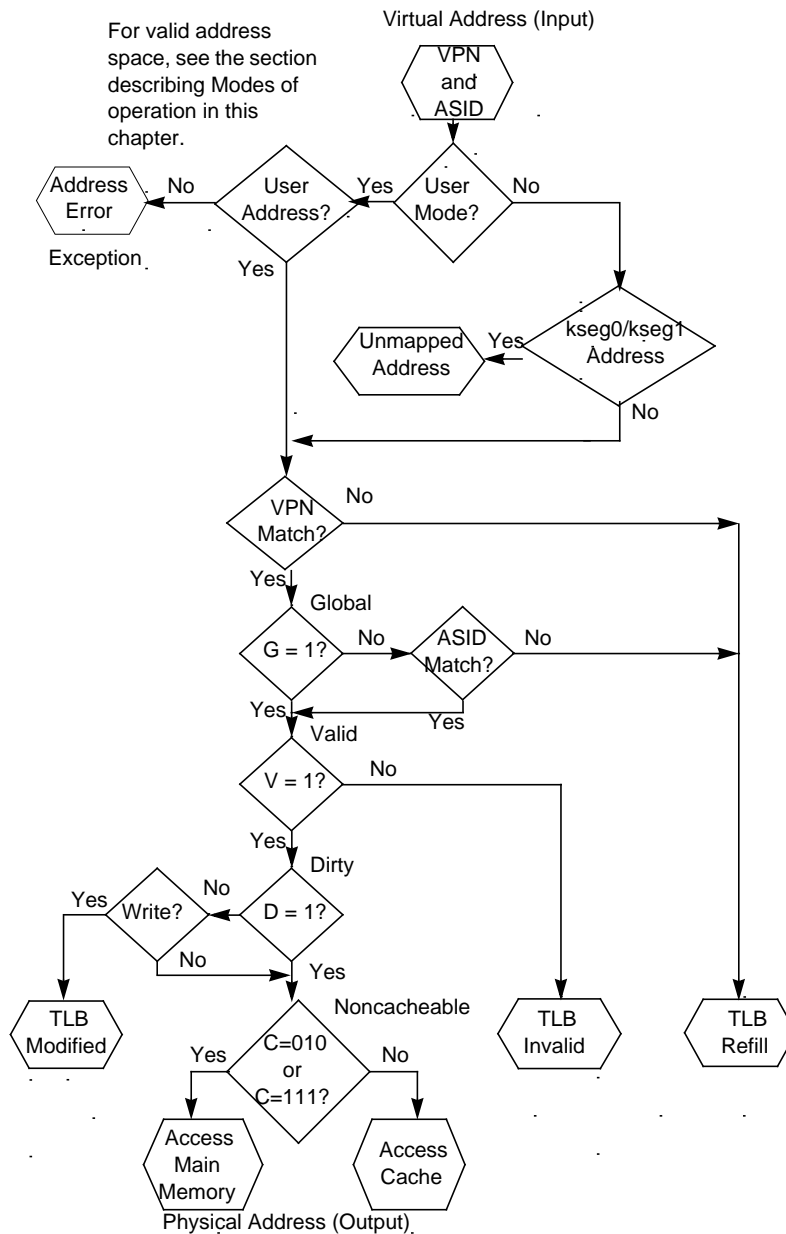 Virtual Address (Input)
For valid address
space, see the section
describing Modes of
operation in this
chapter.
VPN
and
ASID
Address
Error
No
User
Address?
Yes
User
Mode?
No
Exception
Yes
Unmapped
Address
Yes
kseg0/kseg1
Address
No
VPN
Match?
No
Yes
Global
G = 1?
No
ASID
Match?
No
Yes
Yes
Valid
V = 1?
No
Yes
Dirty
Yes
Write?
No
D = 1?
No
Yes
Noncacheable
TLB
Modified
TLB
Invalid
TLB
Refill
Yes
C=010
or
C=111?
No
Access
Main
Memory
Access
Cache
Physical Address (Output)